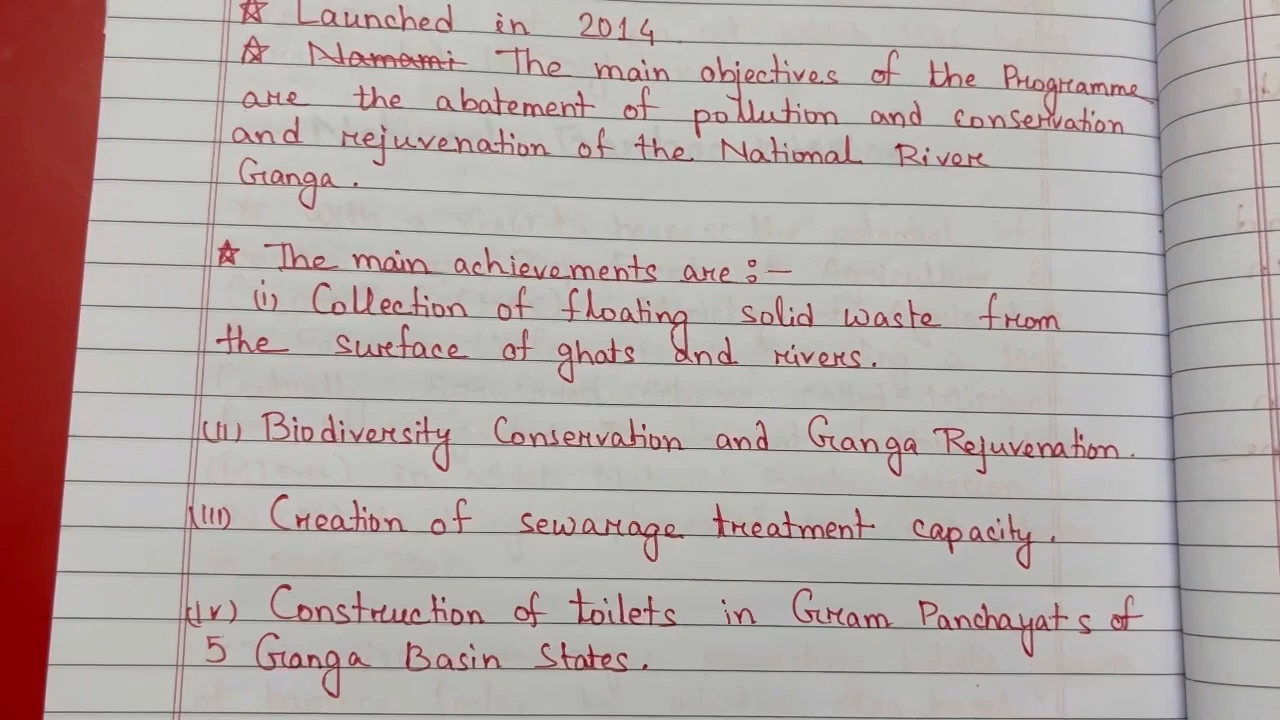 ☆ Launched in 2014
☆ ~~Namami~~ The main objectives of the Programme
are the abatement of pollution and conservation
and rejuvenation of the National River
Ganga.
☆ The main achievements are :-
(i) Collection of floating solid waste from
the surface of ghats and rivers.
(ii) Biodiversity Conservation and Ganga Rejuvenation.
(iii) Creation of sewarage treatment capacity.
(iv) Construction of toilets in Gram Panchayats of
5 Ganga Basin States.